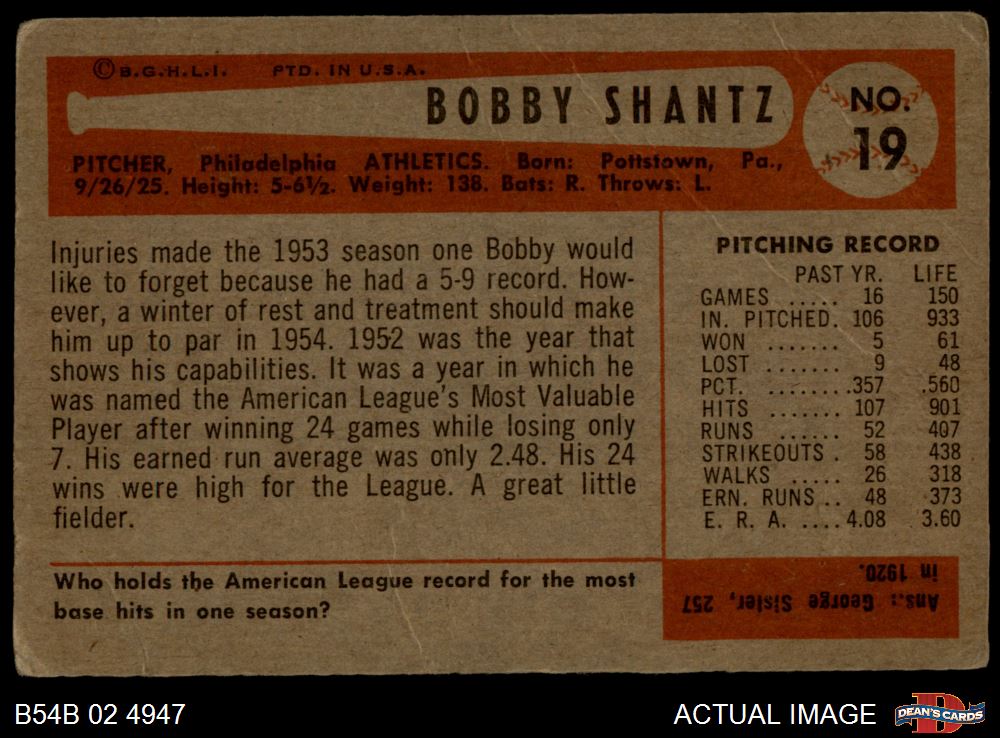 © B.G.H.L.I. PTD. IN U.S.A.
BOBBY SHANTZ
NO.
19
PITCHER, Philadelphia ATHLETICS. Born: Pottstown, Pa.,
9/26/25. Height: 5-6½. Weight: 138. Bats: R. Throws: L.
Injuries made the 1953 season one Bobby would
like to forget because he had a 5-9 record. How-
ever, a winter of rest and treatment should make
him up to par in 1954. 1952 was the year that
shows his capabilities. It was a year in which he
was named the American League's Most Valuable
Player after winning 24 games while losing only
7. His earned run average was only 2.48. His 24
wins were high for the League. A great little
fielder.
PITCHING RECORD
PAST YR. LIFE
GAMES ..... 16 150
IN. PITCHED. 106 933
WON ....... 5 61
LOST ....... 9 48
PCT. ........ .357 .560
HITS ....... 107 901
RUNS ...... 52 407
STRIKEOUTS . 58 438
WALKS ..... 26 318
ERN. RUNS .. 48 373
E. R. A. .... 4.08 3.60
Who holds the American League record for the most
base hits in one season?
Ans.: George Sisler, 257
in 1920.
B54B 02 4947
ACTUAL IMAGE
DEAN'S CARDS